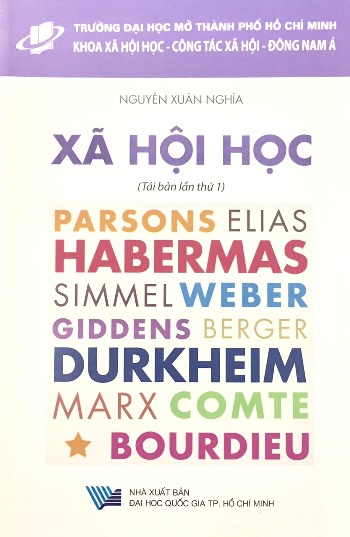 TRƯỜNG ĐẠI HỌC MỞ THÀNH PHỐ HỒ CHÍ MINH
KHOA XÃ HỘI HỌC - CÔNG TÁC XÃ HỘI - ĐÔNG NAM Á
NGUYỄN XUÂN NGHĨA
XÃ HỘI HỌC
(Tái bản lần thứ 1)
PARSONS ELIAS
HABERMAS
SIMMEL WEBER
GIDDENS BERGER
DURKHEIM
MARX COMTE
BOURDIEU
NHÀ XUẤT BẢN
ĐẠI HỌC QUỐC GIA TP. HỒ CHÍ MINH